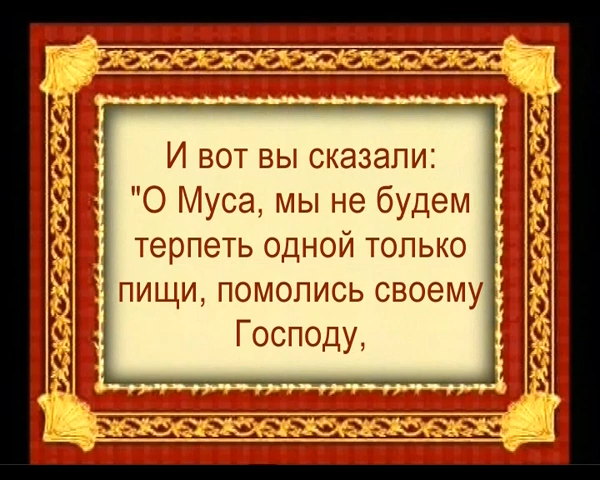 И вот вы сказали:
"О Муса, мы не будем
терпеть одной только
пищи, помолись своему
Господу,